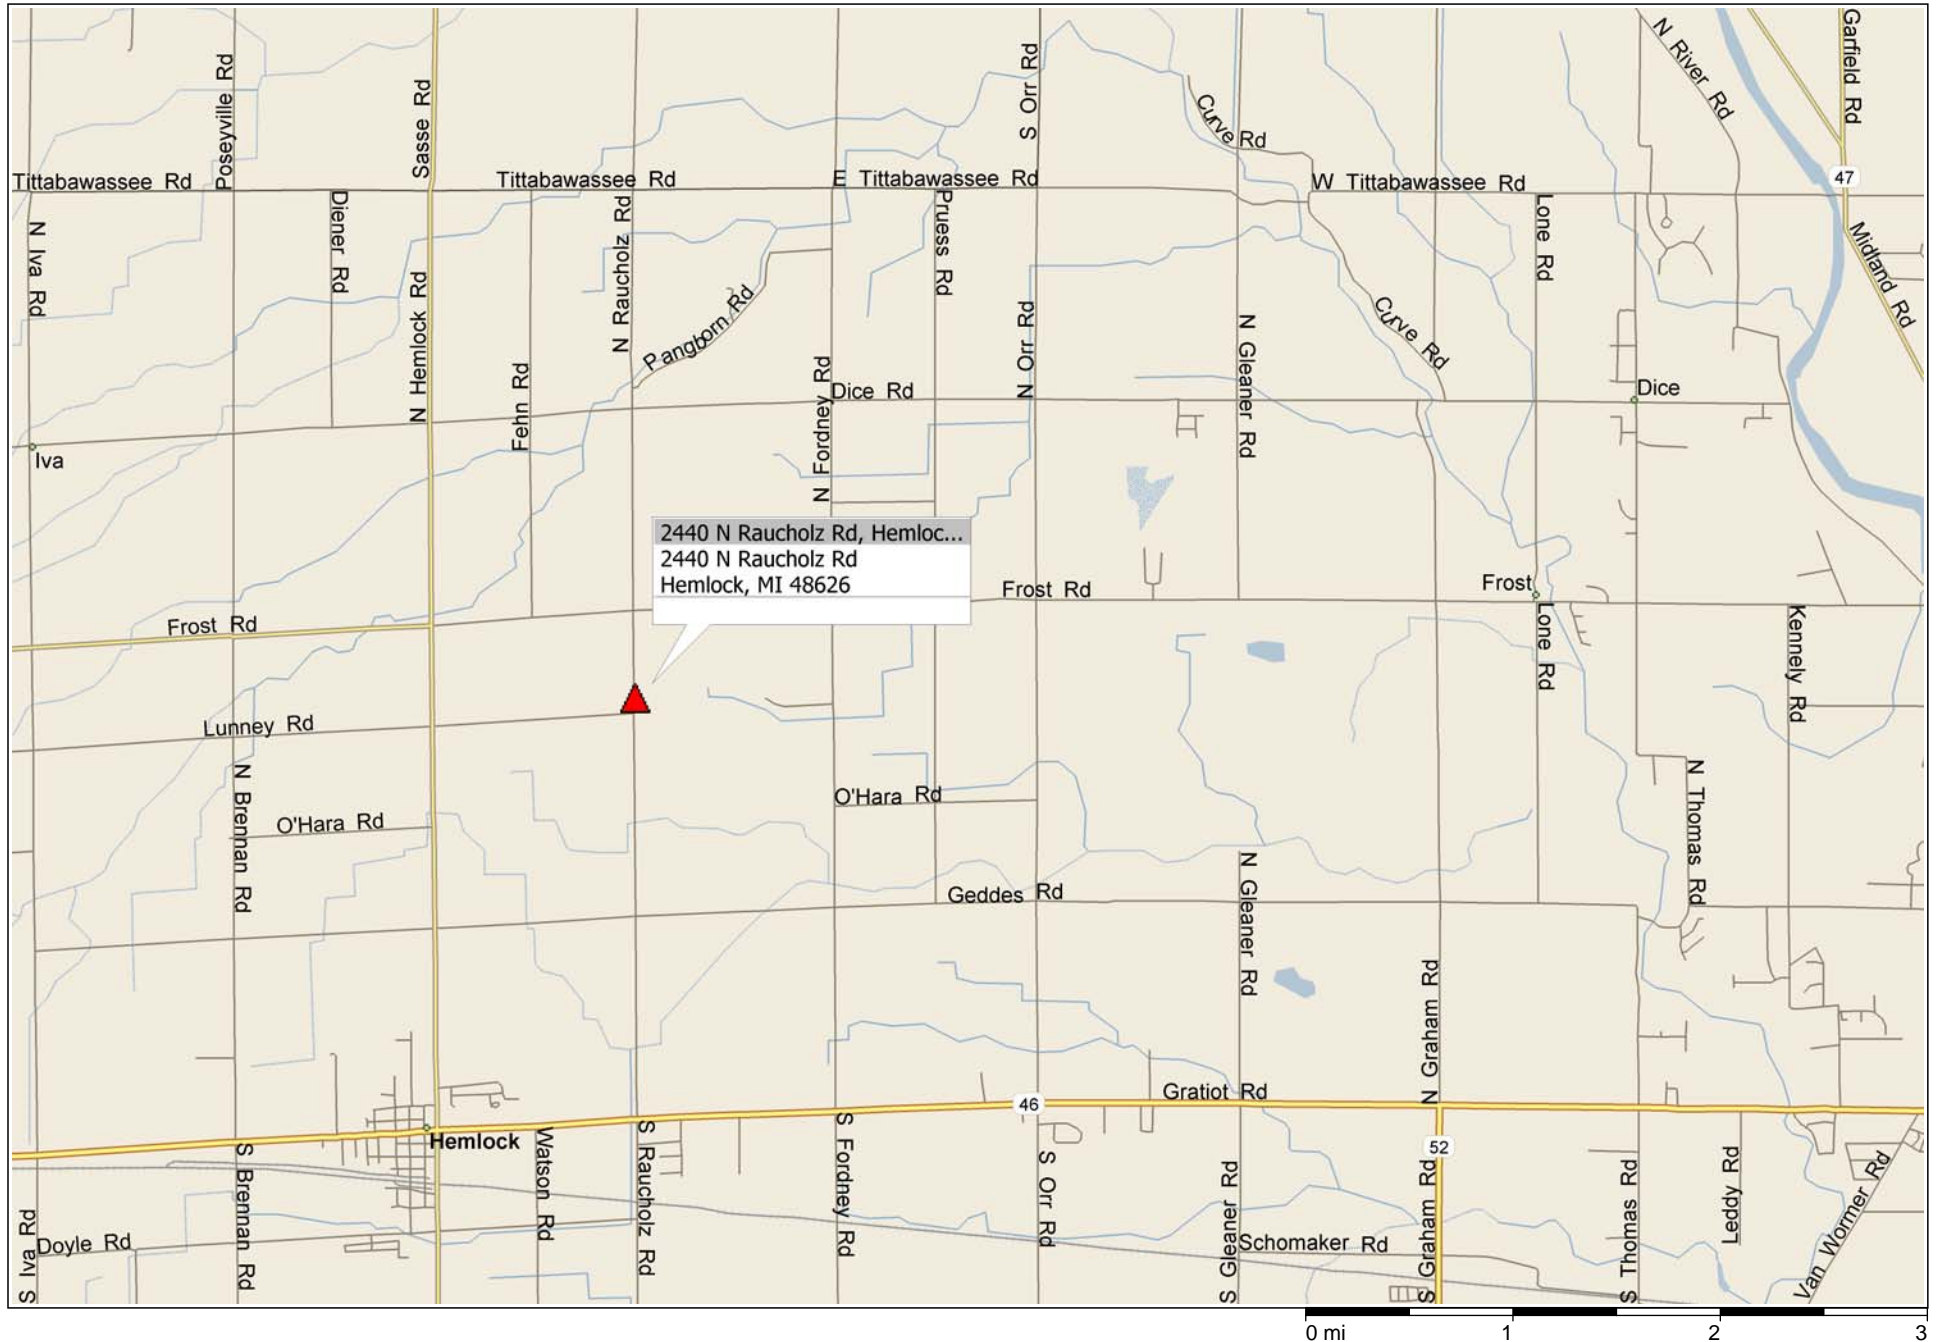 N River Rd
Garfield Rd
Poseyville Rd
Sasse Rd
S Orr Rd
Curve Rd
Tittabawassee Rd
Tittabawassee Rd
E Tittabawassee Rd
W Tittabawassee Rd
47
N Iva Rd
Diener Rd
N Hemlock Rd
N Raucholz Rd
Pruess Rd
Lone Rd
Midland Rd
Pangborn Rd
N Orr Rd
N Gleaner Rd
Curve Rd
Fehn Rd
N Fordney Rd
Dice Rd
Dice
Iva
2440 N Raucholz Rd, Hemloc...
2440 N Raucholz Rd
Hemlock, MI 48626
Frost Rd
Frost
Frost Rd
Lone Rd
Kennely Rd
Lunney Rd
N Brennan Rd
O'Hara Rd
O'Hara Rd
N Thomas Rd
Geddes Rd
N Gleaner Rd
N Graham Rd
Gratiot Rd
46
Hemlock
52
S Brennan Rd
Watson Rd
S Raucholz Rd
S Fordney Rd
S Orr Rd
S Gleaner Rd
S Graham Rd
S Thomas Rd
Leddy Rd
Van Wormer Rd
S Iva Rd
Doyle Rd
Schomaker Rd
0 mi 1 2 3